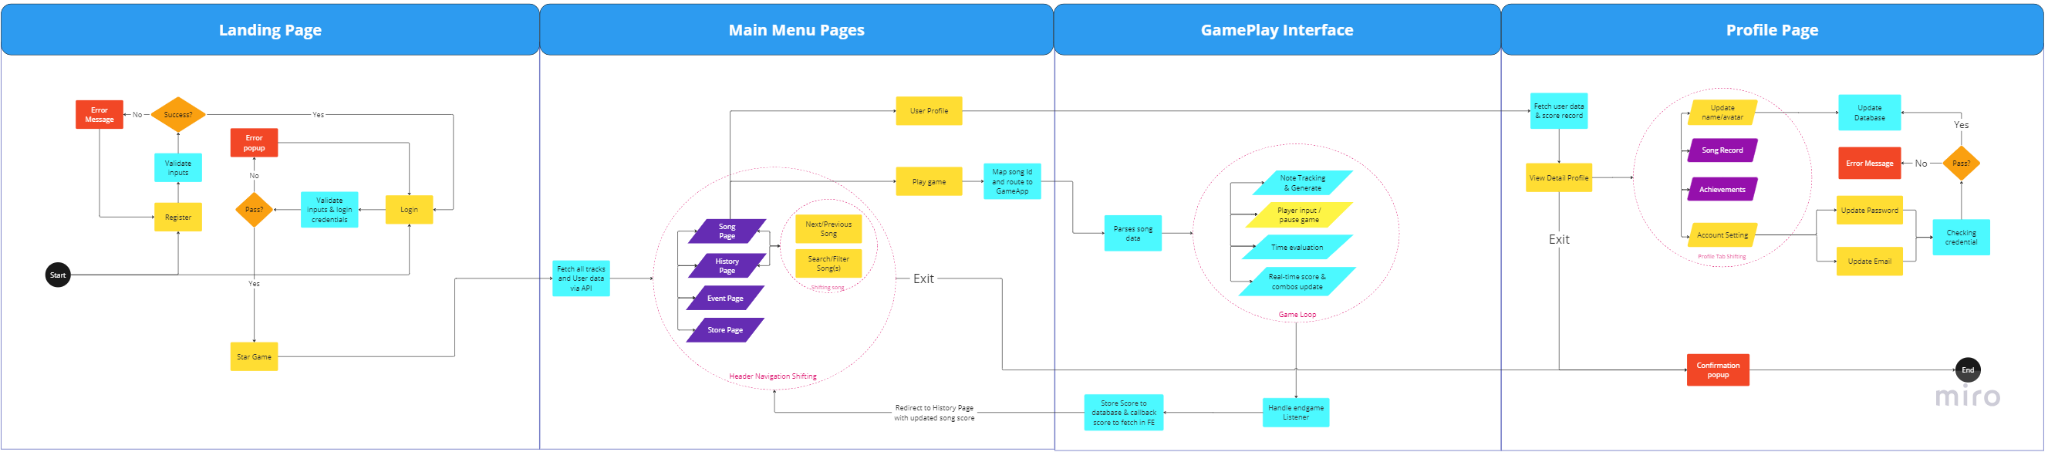 Landing Page
Main Menu Pages
GamePlay Interface
Profile Page
Error
Message
No
Success?
Yes
Error
popup
Validate
inputs
No
Register
Pass?
Validate
inputs & login
credentials
Login
Start
Yes
Star Game
Fetch all tracks
and User data
via API
User Profile
Play game
Map song id
and route to
GameApp
Song
Page
History
Page
Event Page
Store Page
Next/Previous
Song
Search/Filter
Song(s)
Shifting song
Header Navigation Shifting
Exit
Redirect to History Page
with updated song score
Parses song
data
Note Tracking
& Generate
Player input /
pause game
Time evaluation
Real-time score &
combos update
Game Loop
Store Score to
database & callback
score to fetch in FE
Handle endgame
Listener
Fetch user data
& score record
View Detail Profile
Exit
Update
name/avatar
Song Record
Achievements
Account Setting
Profile Tab Shifting
Update
Database
Yes
Error Message
No
Pass?
Update Password
Update Email
Checking
credential
Confirmation
popup
End
miro